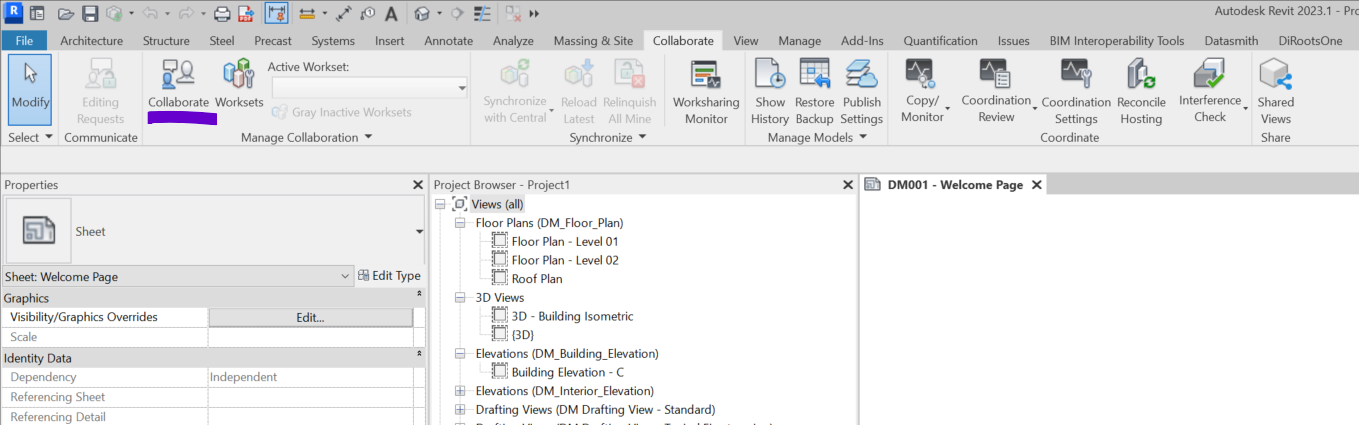 R
PDF
A
Autodesk Revit 2023.1 - Pro
File Architecture Structure Steel Precast Systems Insert Annotate Analyze Massing & Site Collaborate View Manage Add-Ins Quantification Issues BIM Interoperability Tools Datasmith DiRootsOne
Modify
Select
Editing
Requests
Communicate
Collaborate
Worksets
Active Workset:
Gray Inactive Worksets
Manage Collaboration
Synchronize
with Central
Reload
Latest
Relinquish
All Mine
Synchronize
Worksharing
Monitor
Show
History
Restore
Backup
Publish
Settings
Manage Models
Copy/
Monitor
Coordination
Review
Coordination
Settings
Reconcile
Hosting
Interference
Check
Coordinate
Shared
Views
Share
Properties
Sheet
Sheet: Welcome Page
Edit Type
Graphics
Visibility/Graphics Overrides Edit...
Scale
Identity Data
Dependency Independent
Referencing Sheet
Referencing Detail
Project Browser - Project1
Views (all)
Floor Plans (DM_Floor_Plan)
Floor Plan - Level 01
Floor Plan - Level 02
Roof Plan
3D Views
3D - Building Isometric
{3D}
Elevations (DM_Building_Elevation)
Building Elevation - C
Elevations (DM_Interior_Elevation)
Drafting Views (DM Drafting View - Standard)
DM001 - Welcome Page